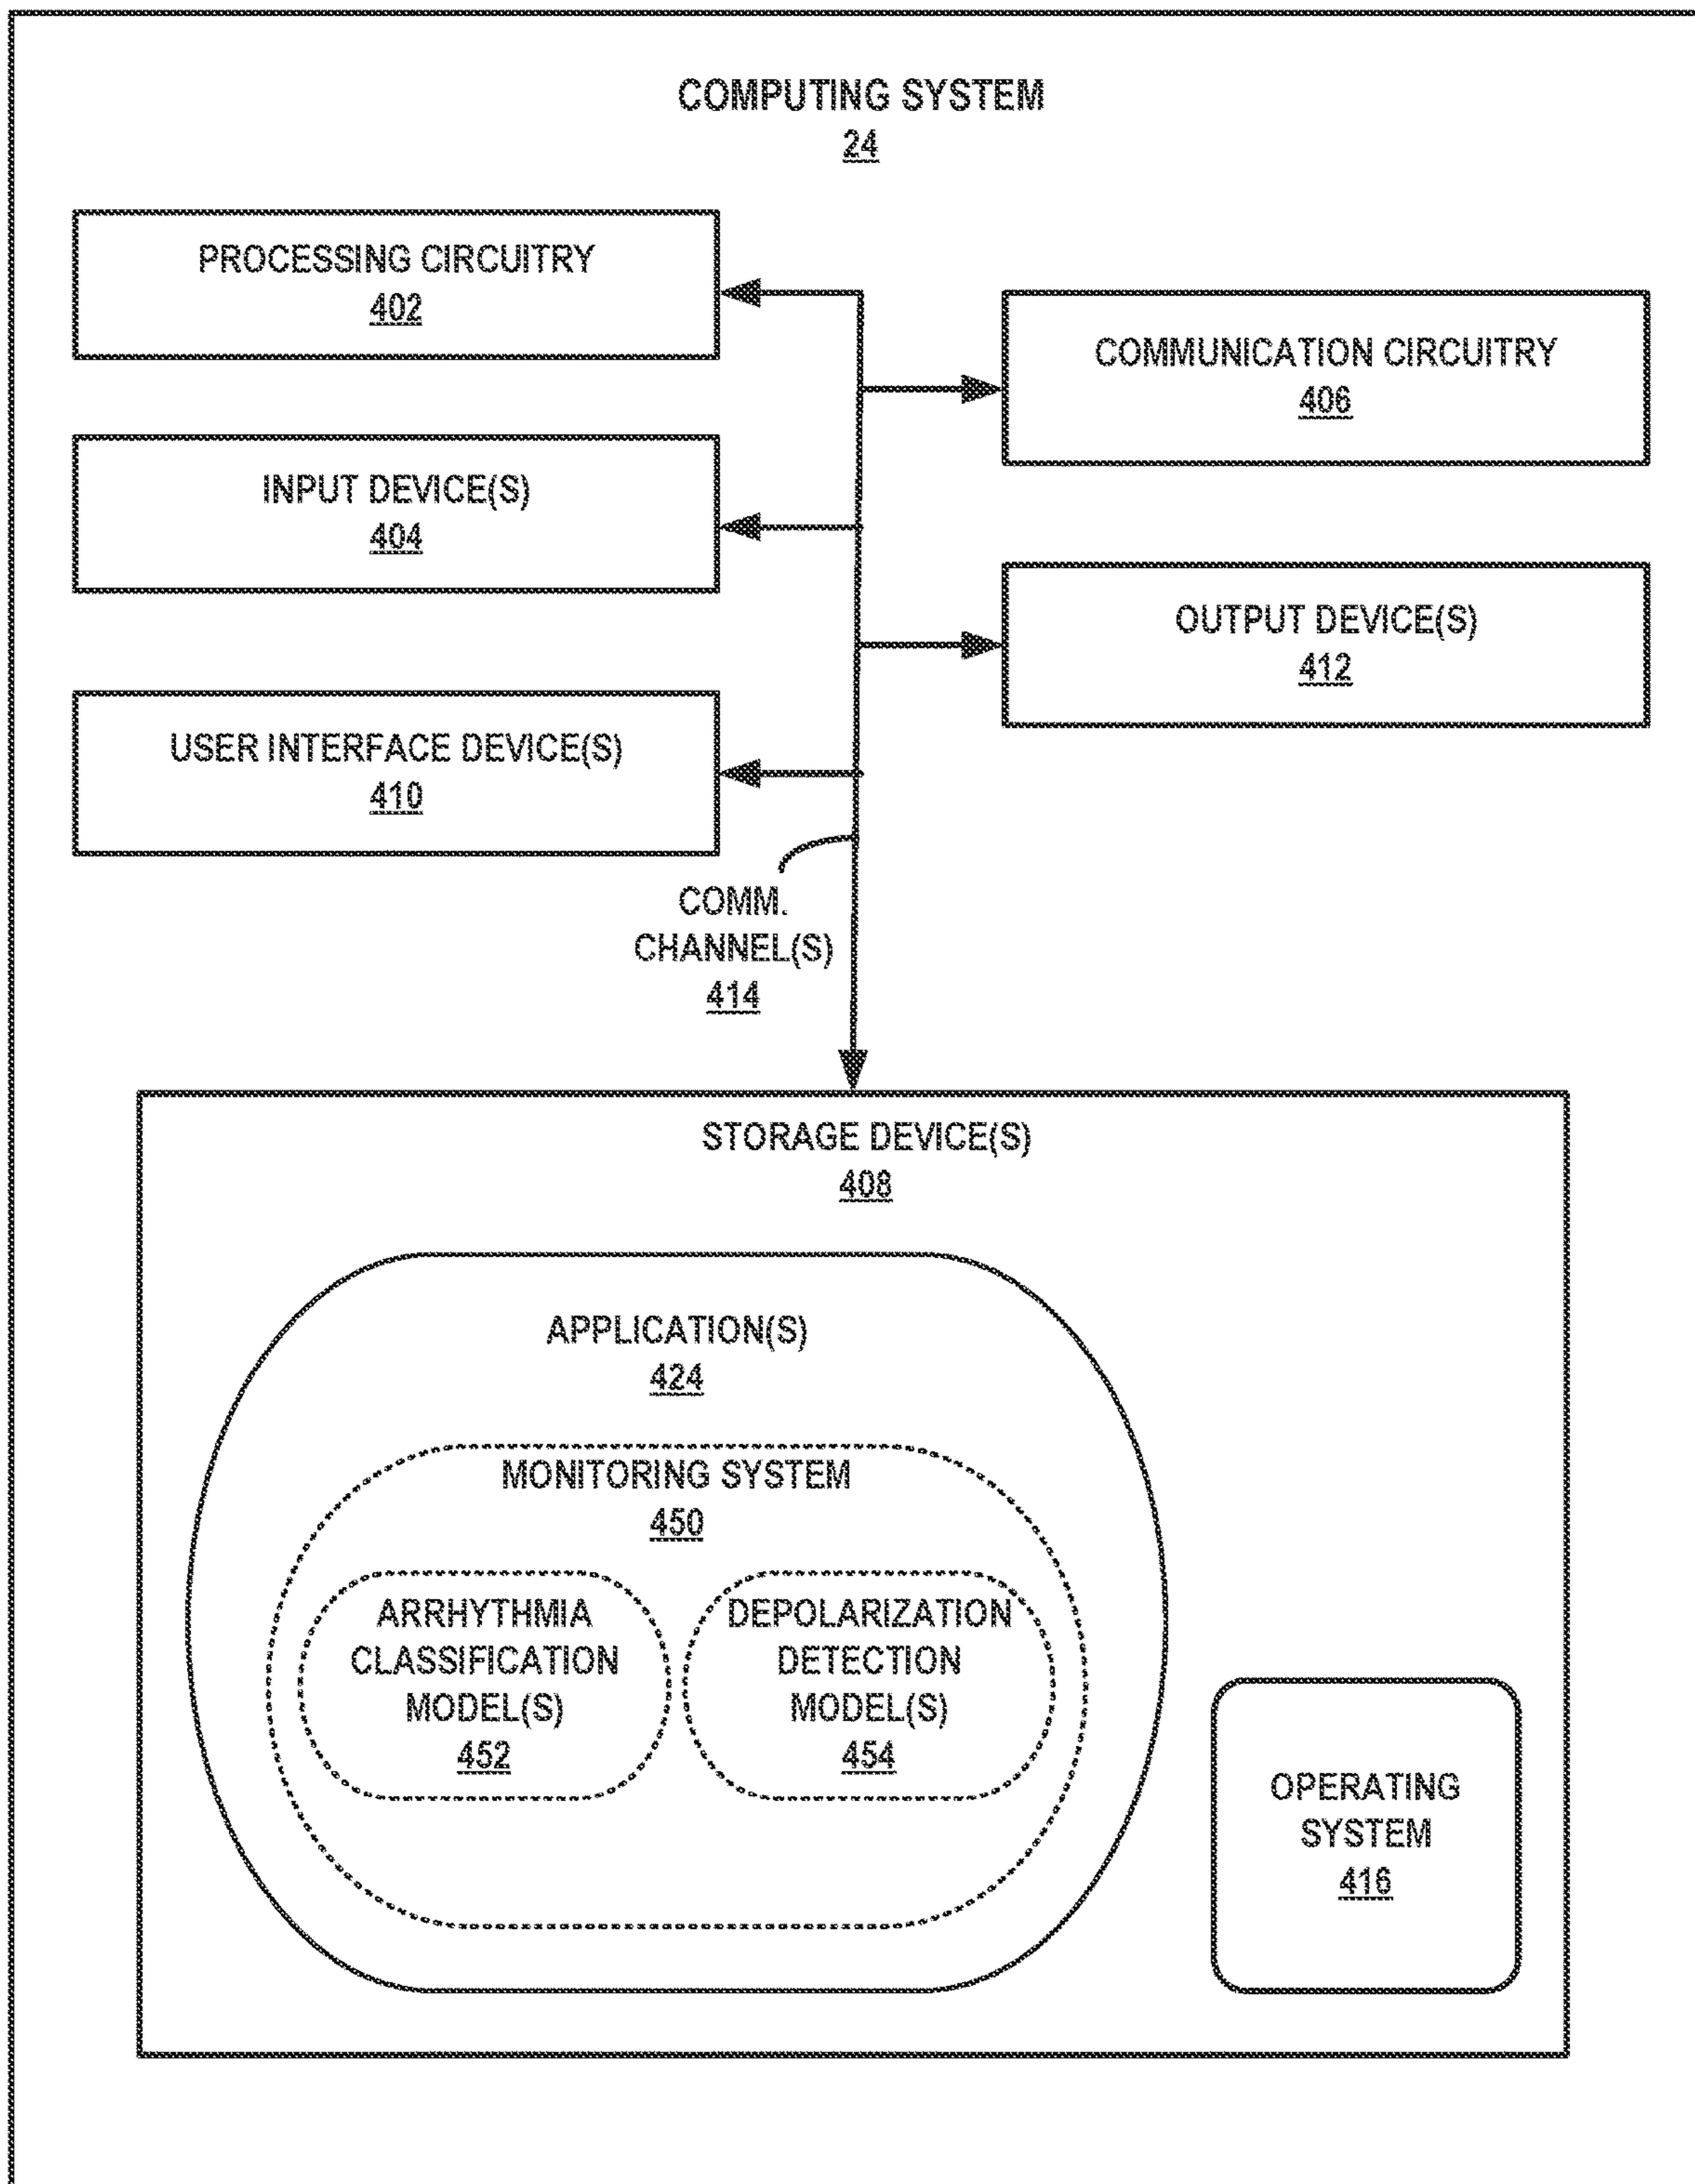 COMPUTING SYSTEM
24
PROCESSING CIRCUITRY
402
COMMUNICATION CIRCUITRY
406
INPUT DEVICE(S)
404
OUTPUT DEVICE(S)
412
USER INTERFACE DEVICE(S)
410
COMM.
CHANNEL(S)
414
STORAGE DEVICE(S)
408
APPLICATION(S)
424
MONITORING SYSTEM
450
ARRHYTHMIA
CLASSIFICATION
MODEL(S)
452
DEPOLARIZATION
DETECTION
MODEL(S)
454
OPERATING
SYSTEM
416